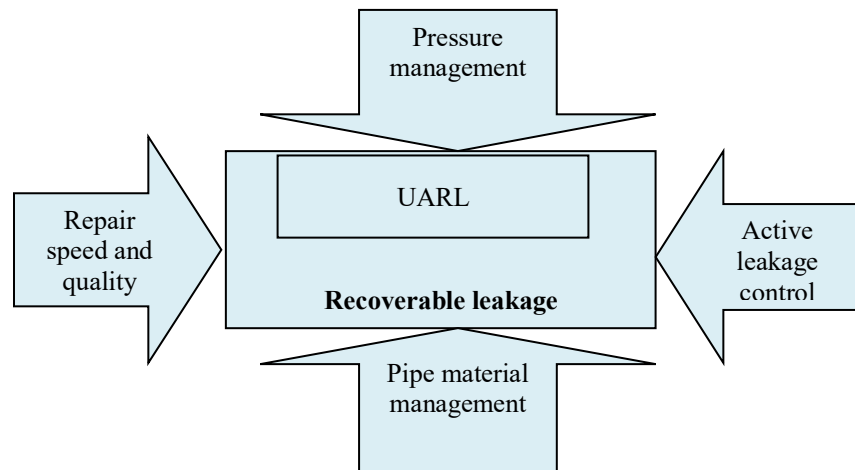 Pressure
management
UARL
Repair
speed and
quality
Active
leakage
control
Recoverable leakage
Pipe material
management